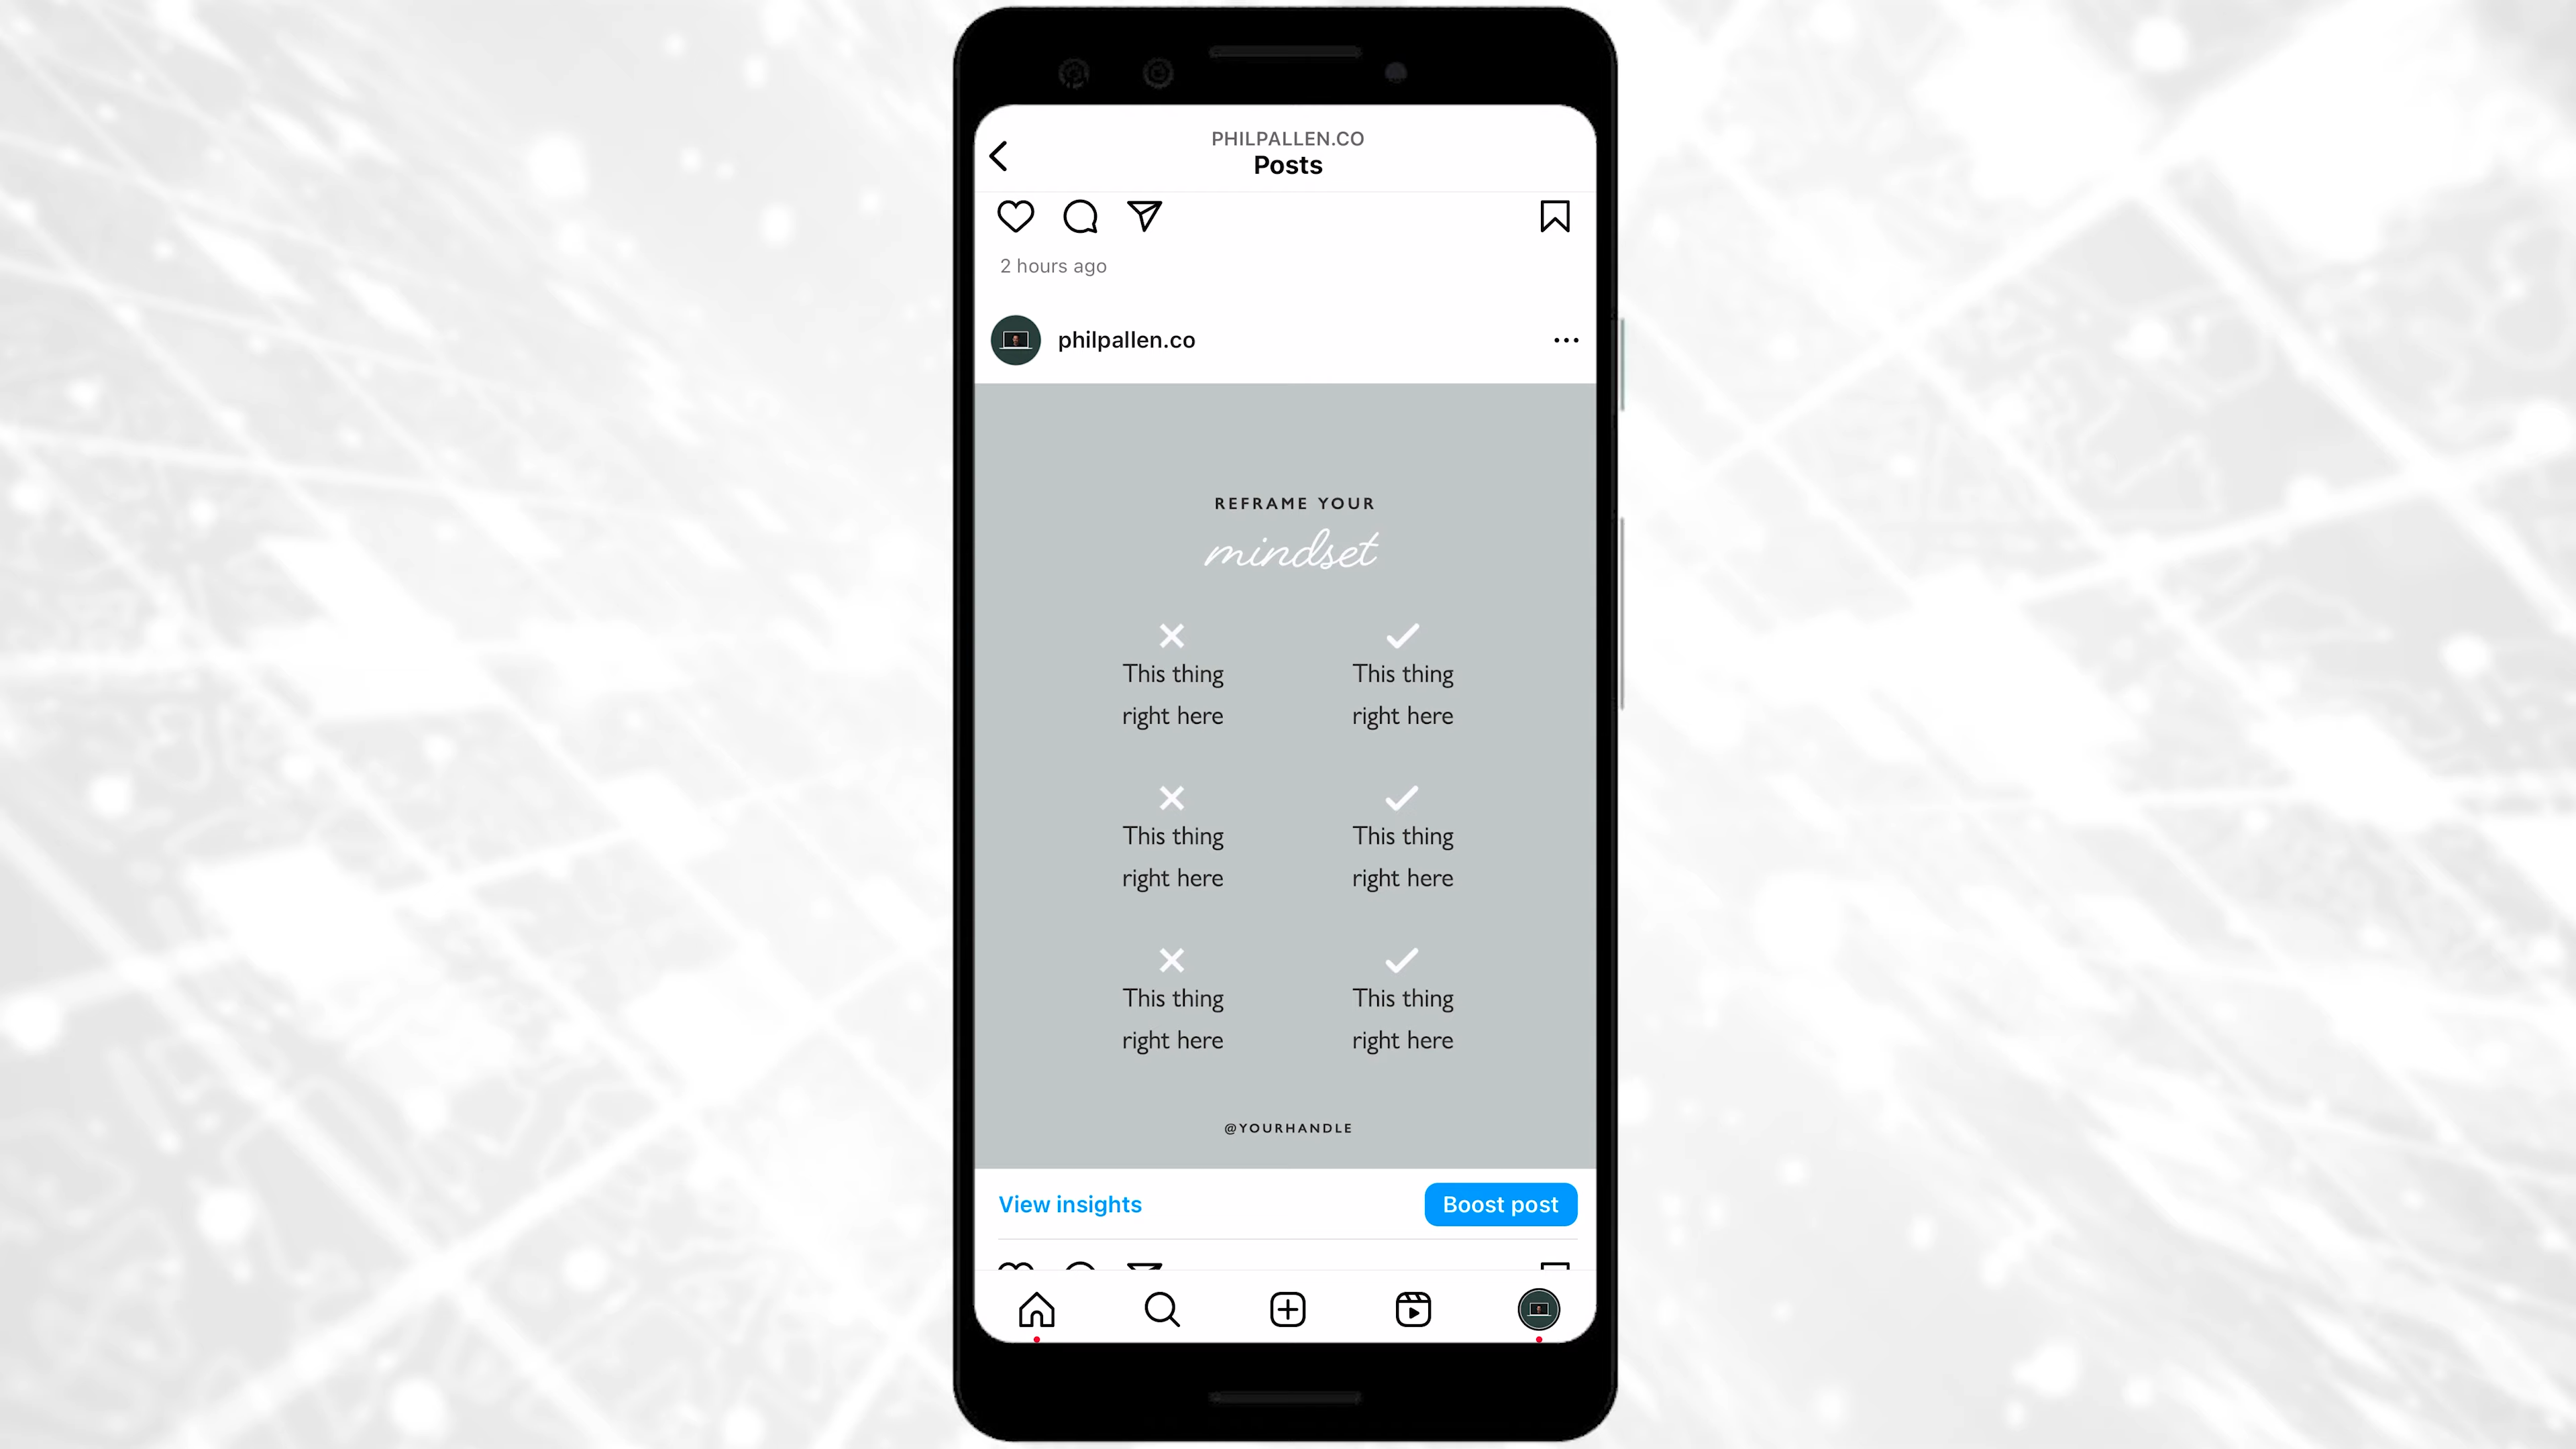 PHILPALLEN.CO
Posts
2 hours ago
philpallen.co
REFRAME YOUR
mindset
This thing
right here
This thing
right here
This thing
right here
This thing
right here
This thing
right here
This thing
right here
@YOURHANDLE
View insights
Boost post